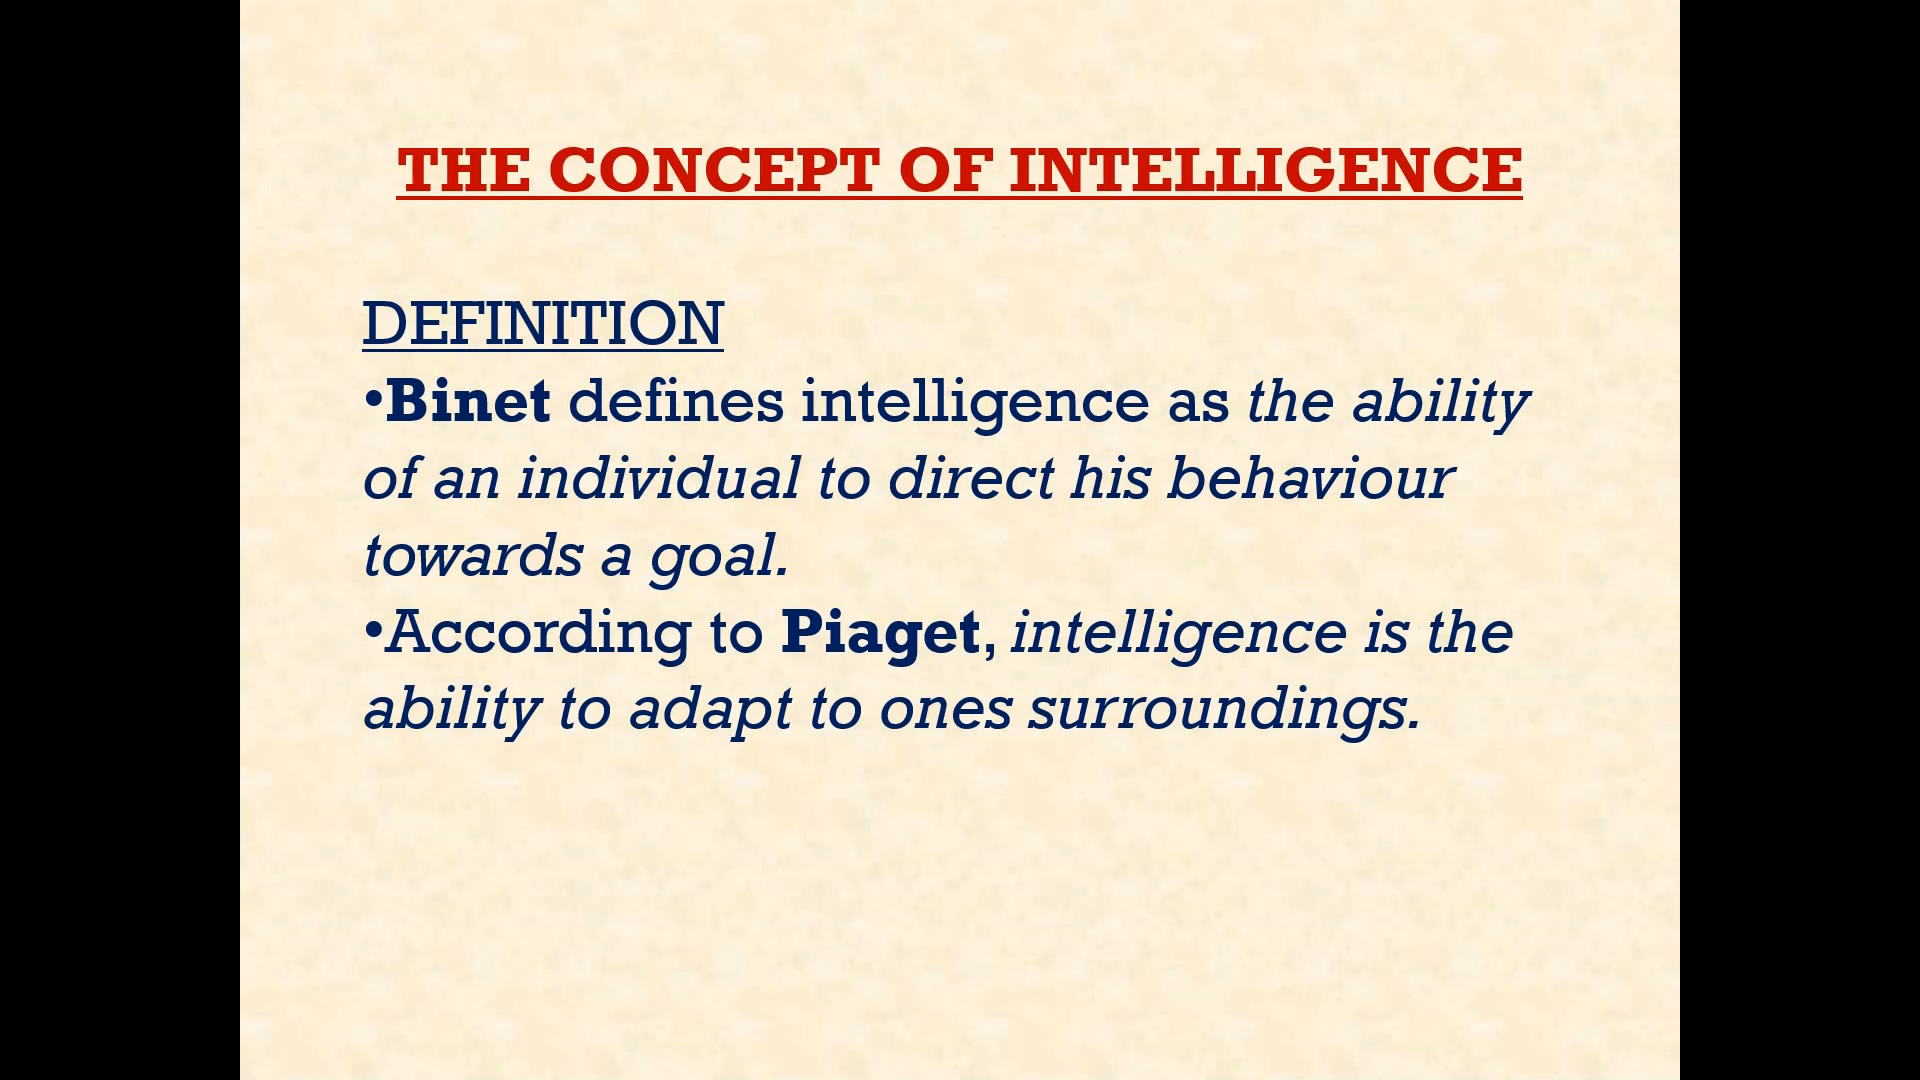 THE CONCEPT OF INTELLIGENCE
DEFINITION
•Binet defines intelligence as the ability
of an individual to direct his behaviour
towards a goal.
•According to Piaget, intelligence is the
ability to adapt to ones surroundings.